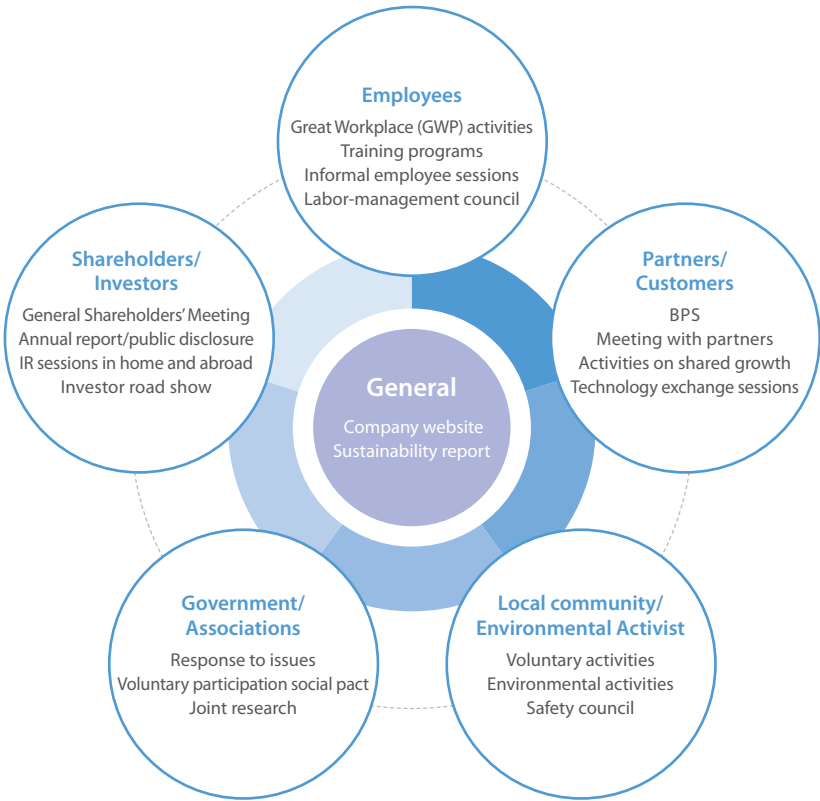 Employees
Great Workplace (GWP) activities
Training programs
Informal employee sessions
Labor-management council
Shareholders/
Investors
General Shareholders' Meeting
Annual report/public disclosure
IR sessions in home and abroad
Investor road show
Partners/
Customers
BPS
Meeting with partners
Activities on shared growth
Technology exchange sessions
General
Company website
Sustainability report
Government/
Associations
Response to issues
Voluntary participation social pact
Joint research
Local community/
Environmental Activist
Voluntary activities
Environmental activities
Safety council